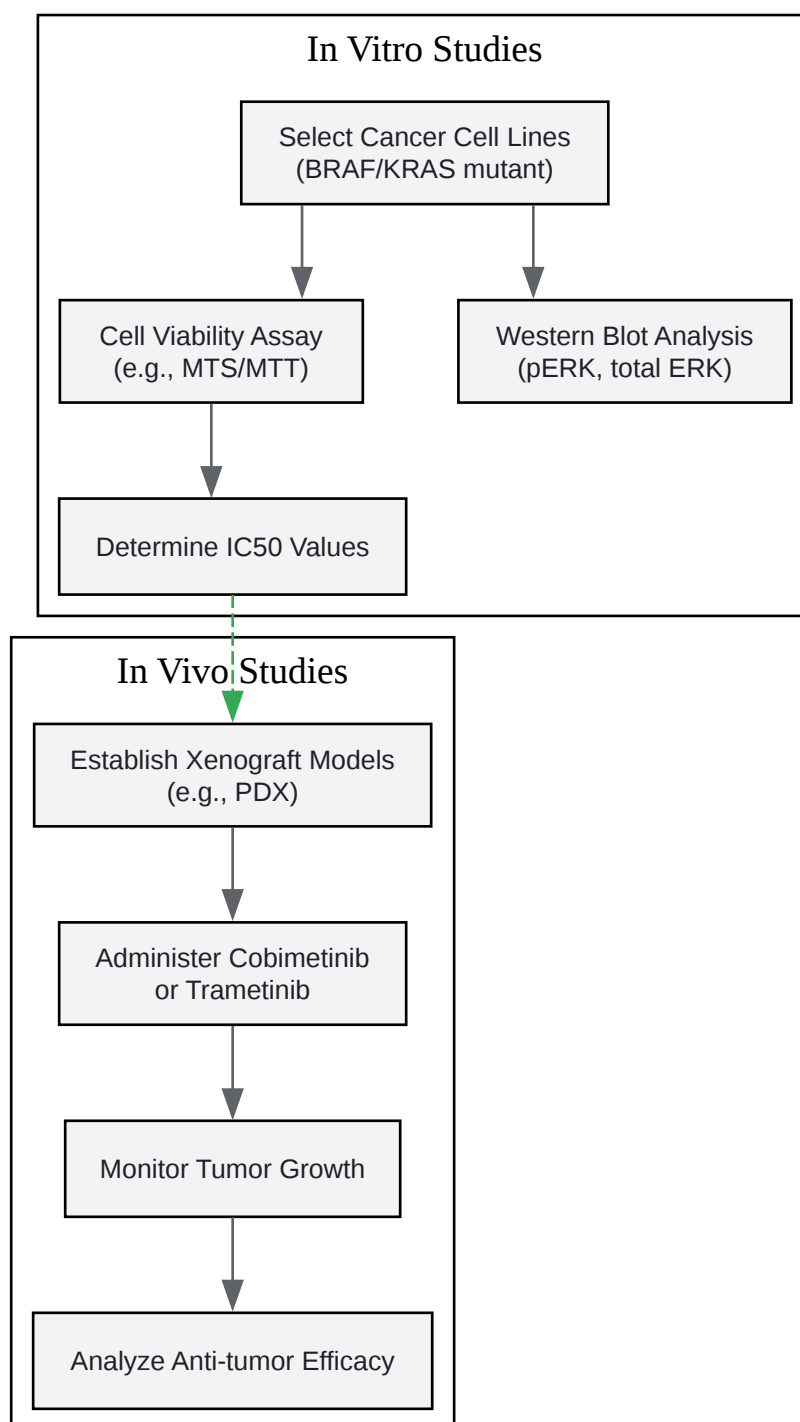 In Vitro Studies
Select Cancer Cell Lines
(BRAF/KRAS mutant)
Cell Viability Assay
(e.g., MTS/MTT)
Western Blot Analysis
(pERK, total ERK)
Determine IC50 Values
In Vivo Studies
Establish Xenograft Models
(e.g., PDX)
Administer Cobimetinib
or Trametinib
Monitor Tumor Growth
Analyze Anti-tumor Efficacy